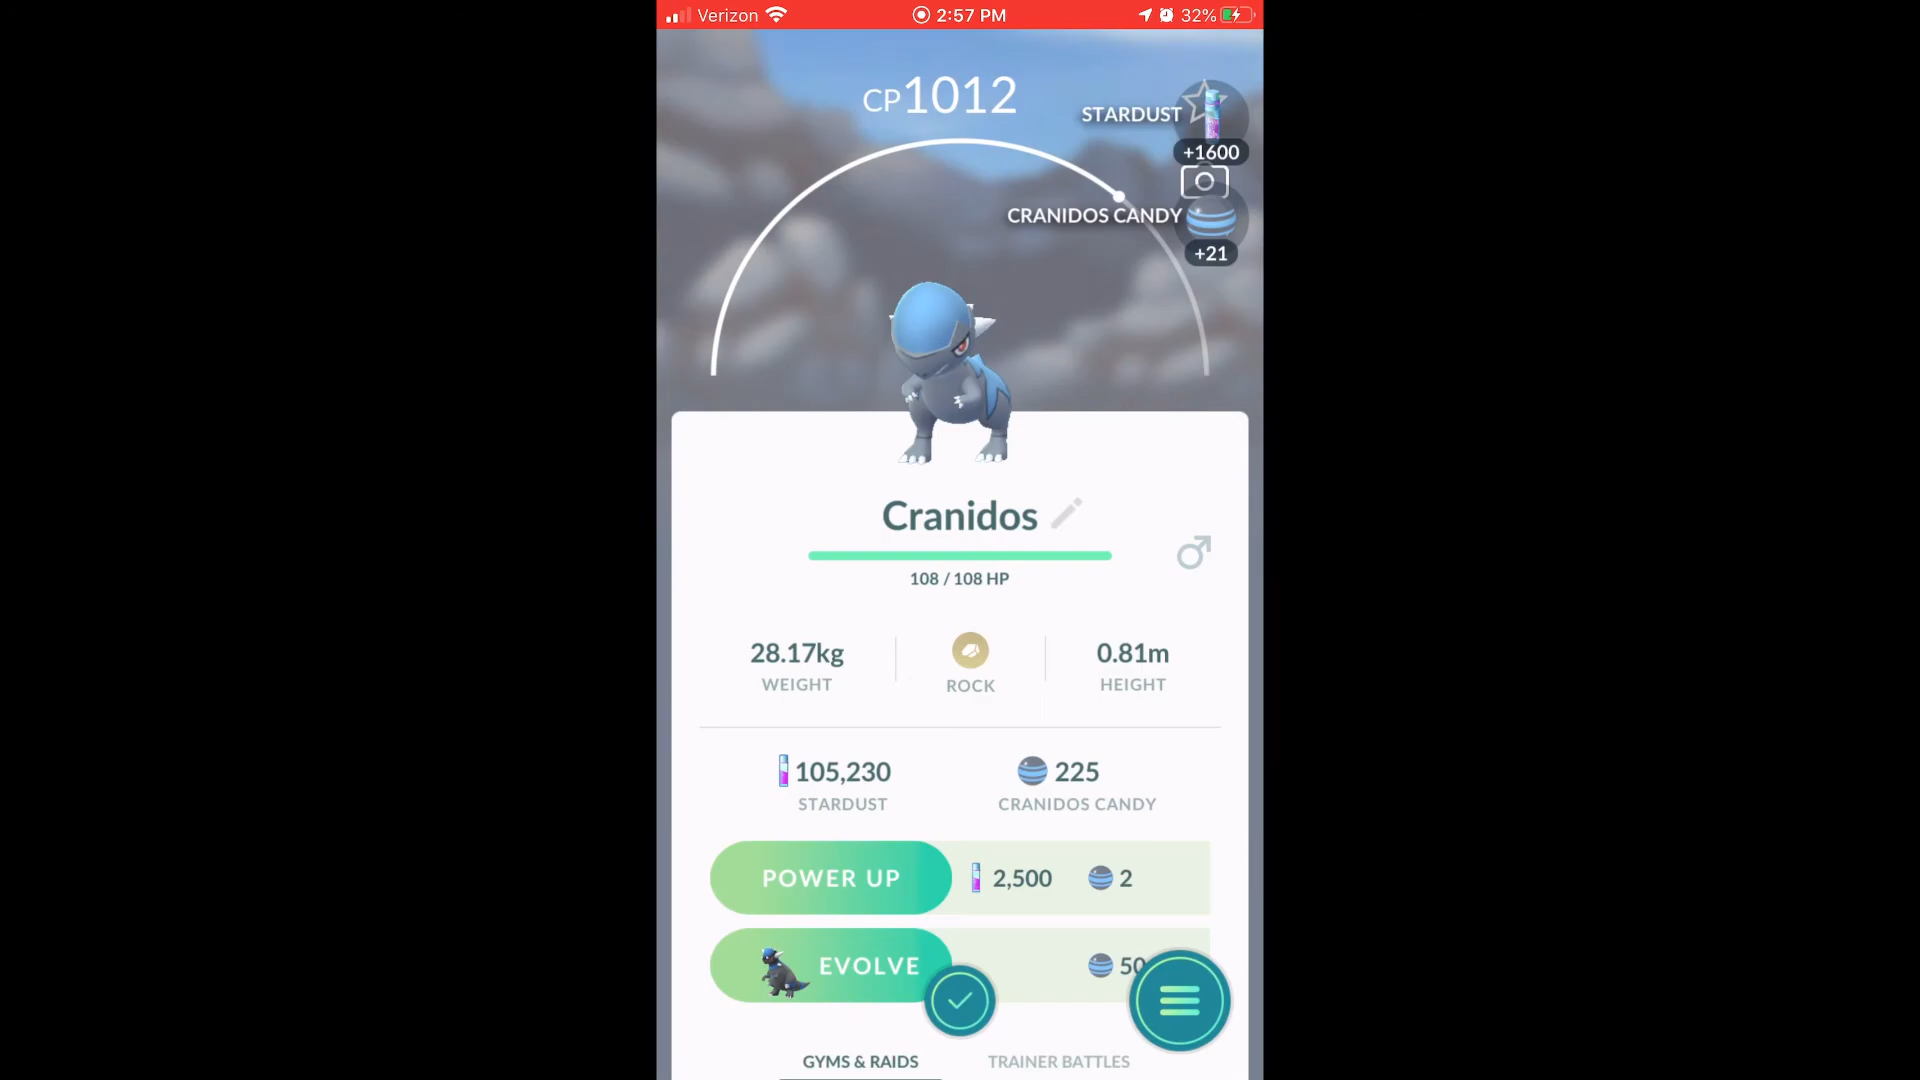 Verizon 2:57 PM 32%
CP1012
STARDUST
+1600
CRANIDOS CANDY
+21
Cranidos
108 / 108 HP
28.17kg 0.81m
WEIGHT ROCK HEIGHT
105,230 225
STARDUST CRANIDOS CANDY
POWER UP 2,500 2
EVOLVE 50
GYMS & RAIDS TRAINER BATTLES